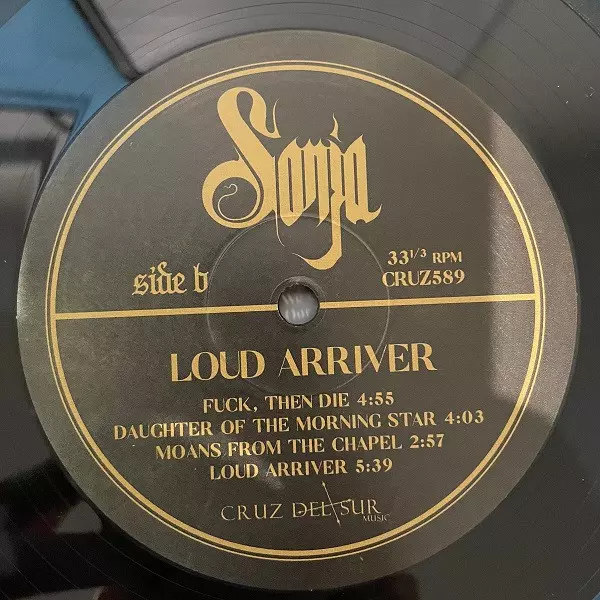 Sonja
side b
33 1/3 RPM
CRUZ589
LOUD ARRIVER
FUCK, THEN DIE 4:55
DAUGHTER OF THE MORNING STAR 4:03
MOANS FROM THE CHAPEL 2:57
LOUD ARRIVER 5:39
CRUZ DEL SUR
MUSIC